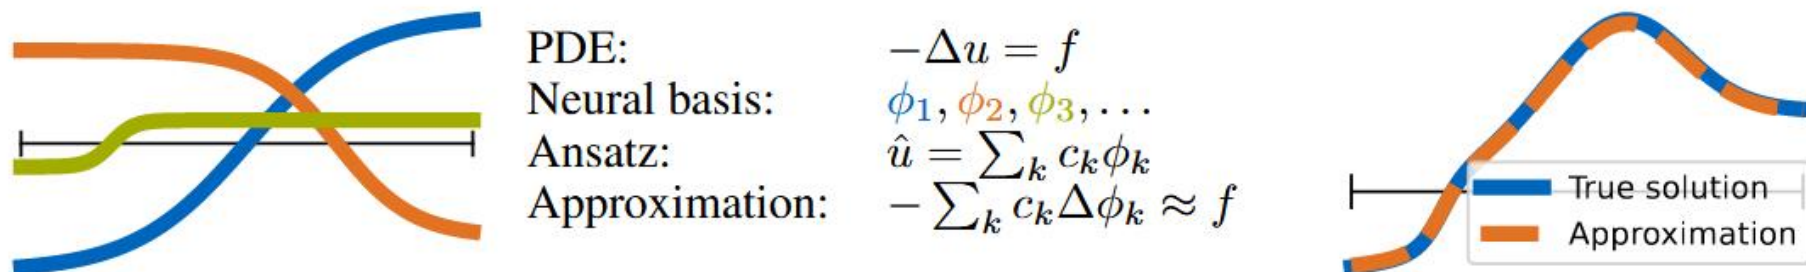 PDE: −Δu = f
Neural basis: ϕ₁, ϕ₂, ϕ₃, . . .
Ansatz: û = ∑ₖ cₖϕₖ
Approximation: − ∑ₖ cₖΔϕₖ ≈ f
True solution
Approximation